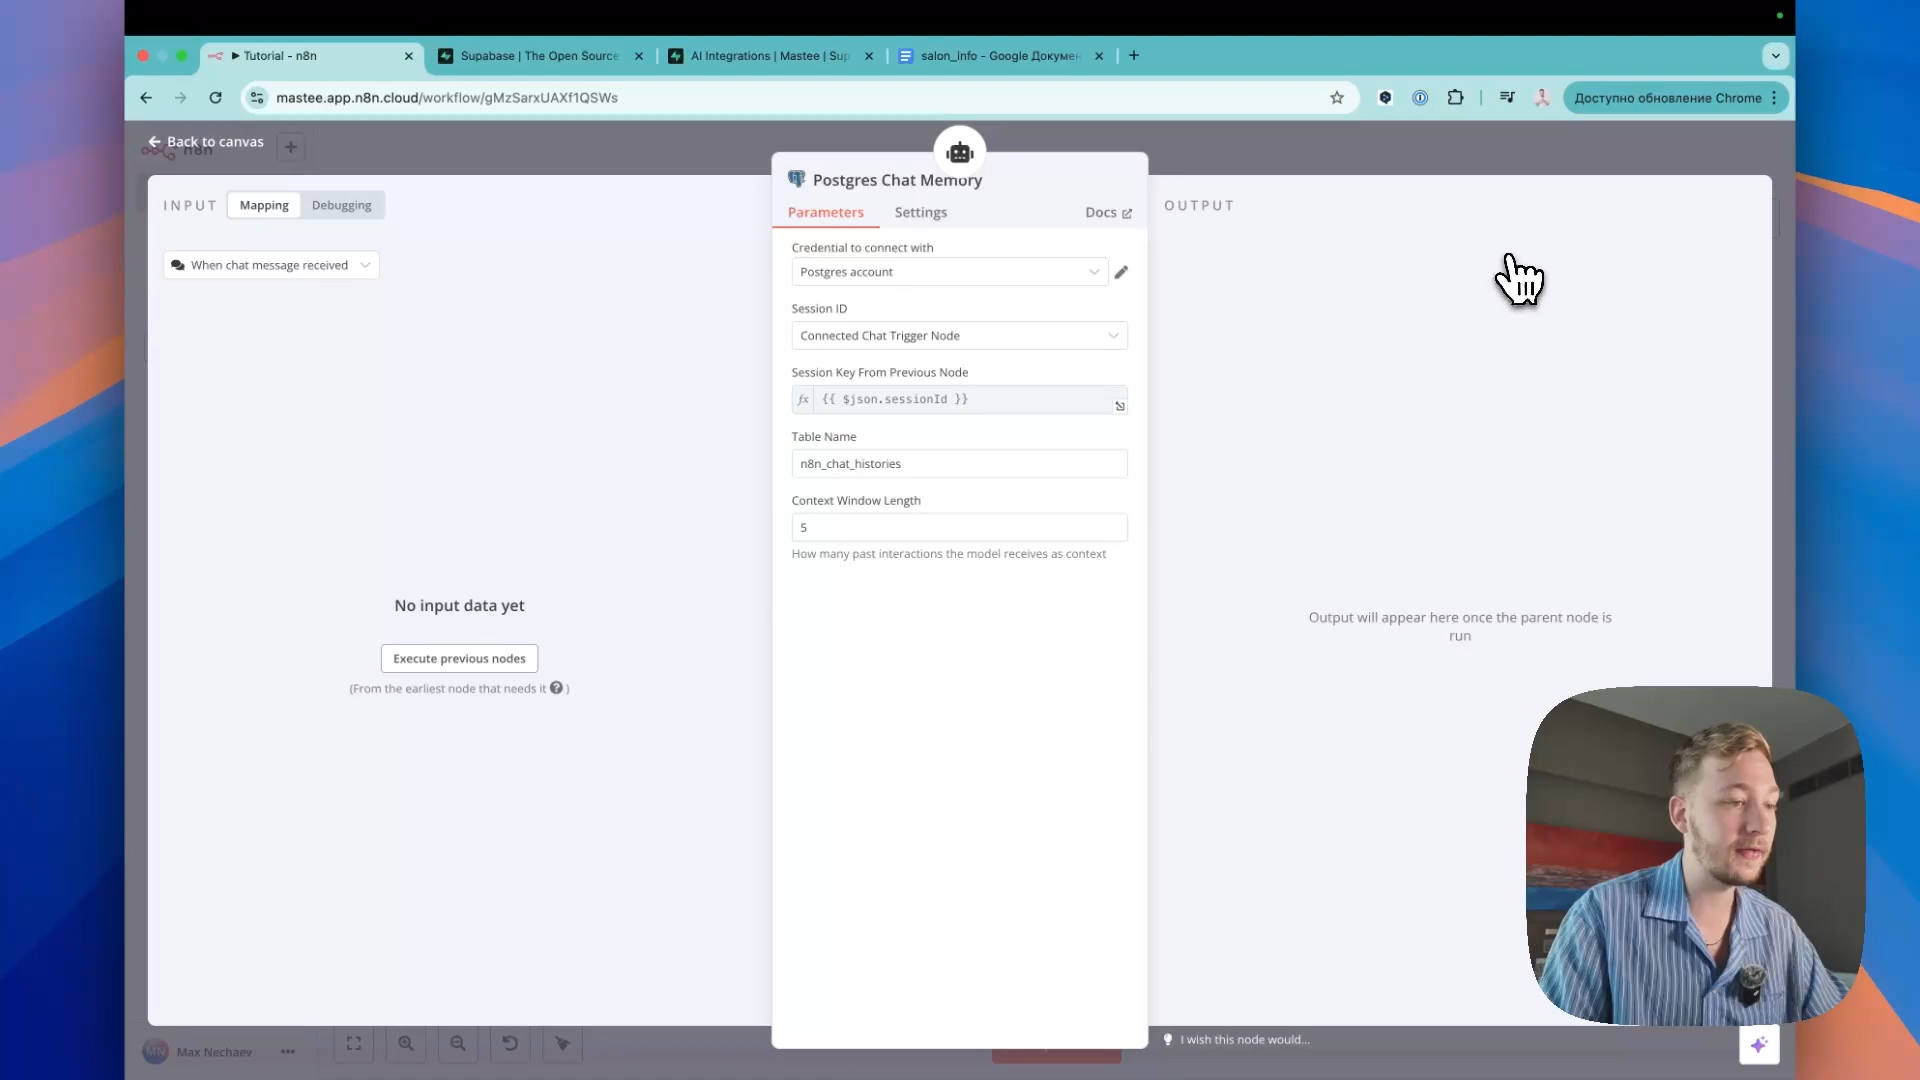 Tutorial - n8n
Supabase | The Open Source
AI Integrations | Mastee | Sup
salon_info - Google Докумен
mastee.app.n8n.cloud/workflow/gMzSarxUAXf1QSWs
Доступно обновление Chrome
Back to canvas
n8n
Postgres Chat Memory
INPUT
Mapping
Debugging
OUTPUT
Parameters
Settings
Docs
Credential to connect with
When chat message received
Postgres account
Session ID
Connected Chat Trigger Node
Session Key From Previous Node
fx {{ $json.sessionId }}
Table Name
n8n_chat_histories
Context Window Length
5
How many past interactions the model receives as context
No input data yet
Execute previous nodes
(From the earliest node that needs it ? )
Output will appear here once the parent node is
run
MN Max Nechaev
I wish this node would...